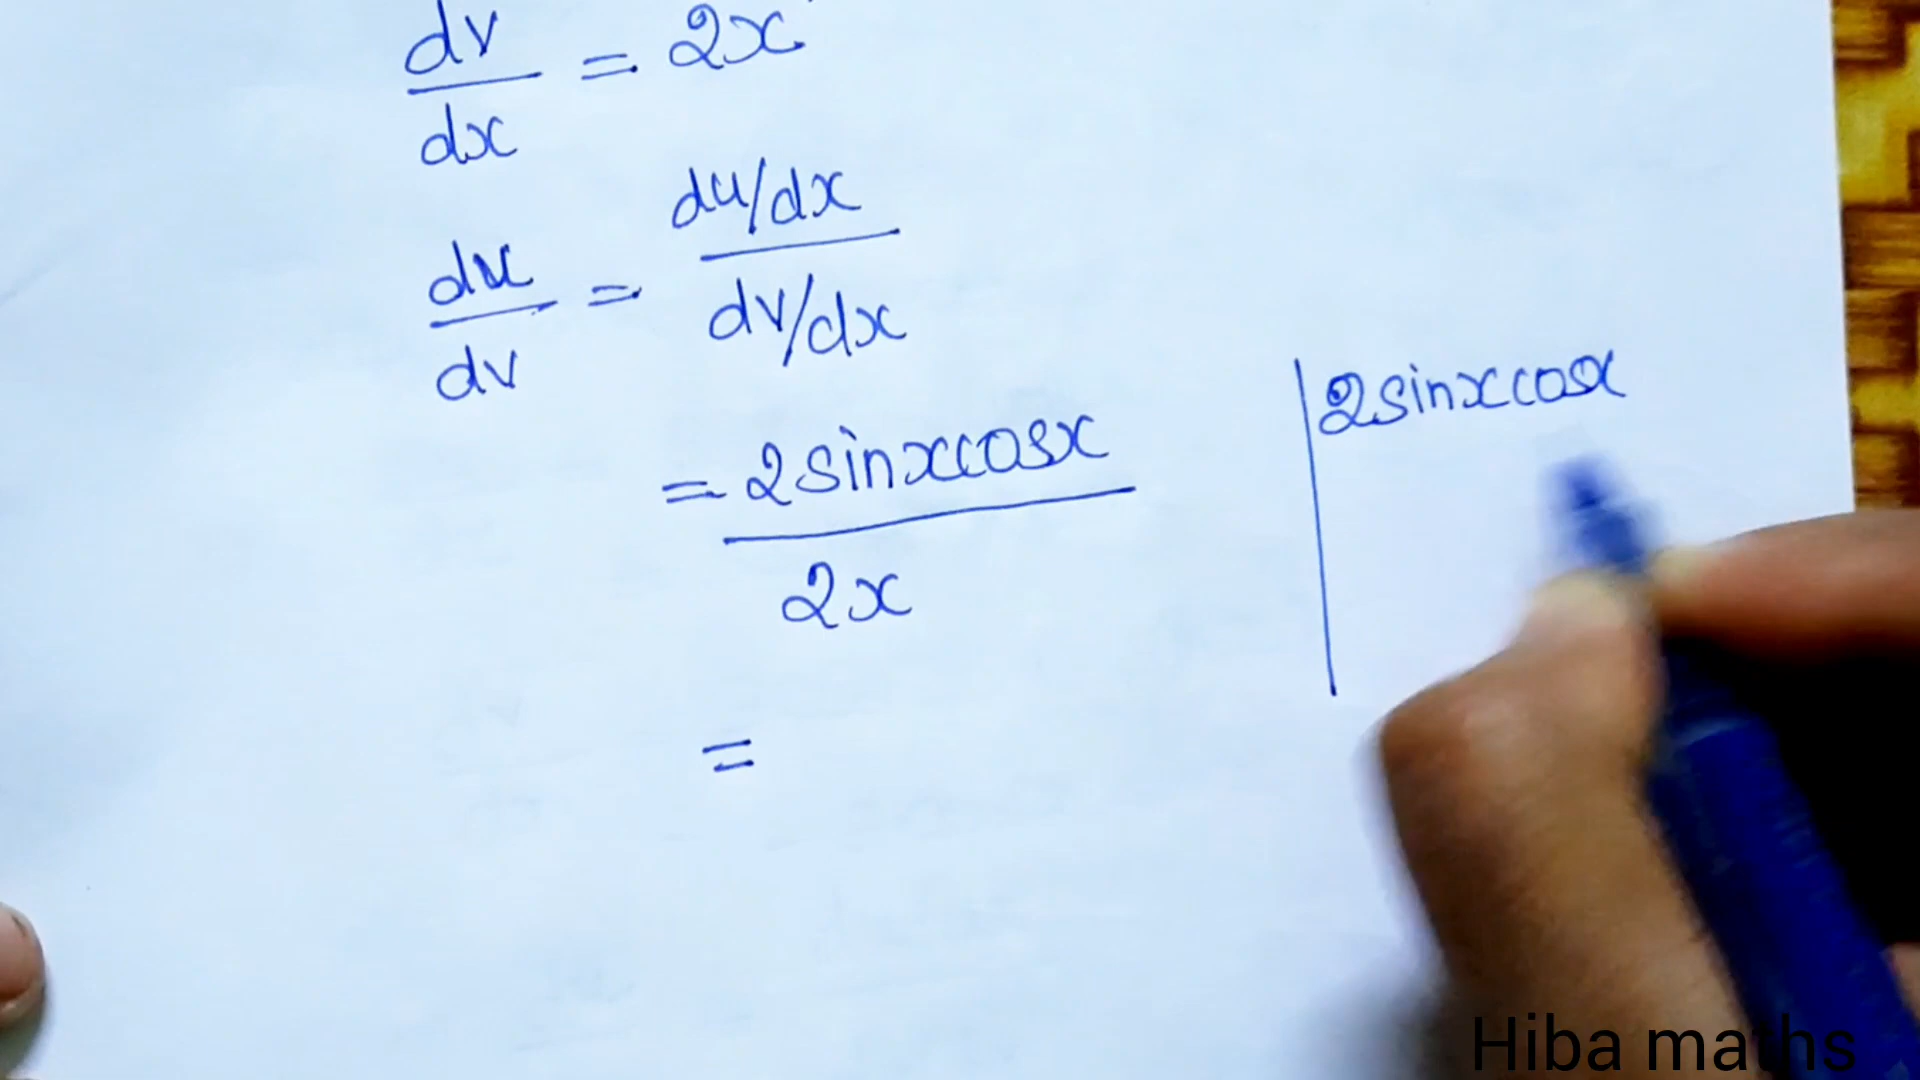 dv/dx = 2x
du/dv = du/dx / dv/dx
= 2sinxcosx / 2x
2sinxcosx
=
Hiba maths